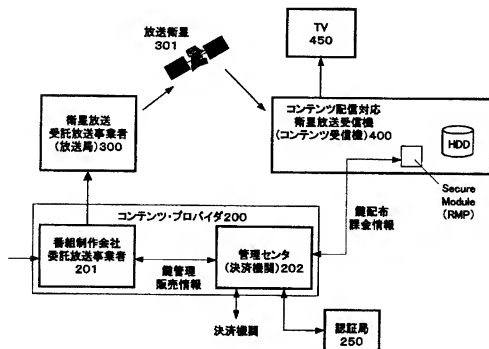 放送衛星
301
TV
450
衛星放送
受託放送事業者
(放送局)300
コンテンツ配信対応
衛星放送受信機
(コンテンツ受信機)400
HDD
Secure
Module
(RMP)
鍵配布
課金情報
コンテンツ・プロバイダ200
番組制作会社
委託放送事業者
201
管理センタ
(決済機関)202
鍵管理
販売情報
決済機関
認証局
250